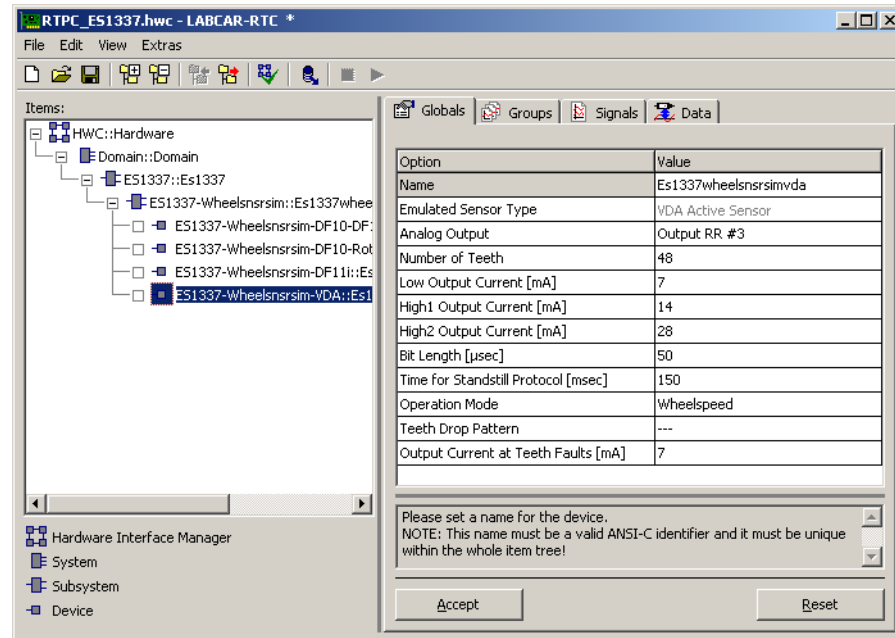 RTPC_ES1337.hwc - LABCAR-RTC *
File Edit View Extras
Items:
HWC::Hardware
Domain::Domain
ES1337::Es1337
ES1337-Wheelsnsrsim::Es1337whee
ES1337-Wheelsnsrsim-DF10-DF1
ES1337-Wheelsnsrsim-DF10-Rot
ES1337-Wheelsnsrsim-DF11i::Es
ES1337-Wheelsnsrsim-VDA::Es1
Hardware Interface Manager
System
Subsystem
Device
Globals Groups Signals Data
Option Value
Name Es1337wheelsnsrsimvda
Emulated Sensor Type VDA Active Sensor
Analog Output Output RR #3
Number of Teeth 48
Low Output Current [mA] 7
High1 Output Current [mA] 14
High2 Output Current [mA] 28
Bit Length [µsec] 50
Time for Standstill Protocol [msec] 150
Operation Mode Wheelspeed
Teeth Drop Pattern ---
Output Current at Teeth Faults [mA] 7
Please set a name for the device.
NOTE: This name must be a valid ANSI-C identifier and it must be unique
within the whole item tree!
Accept Reset